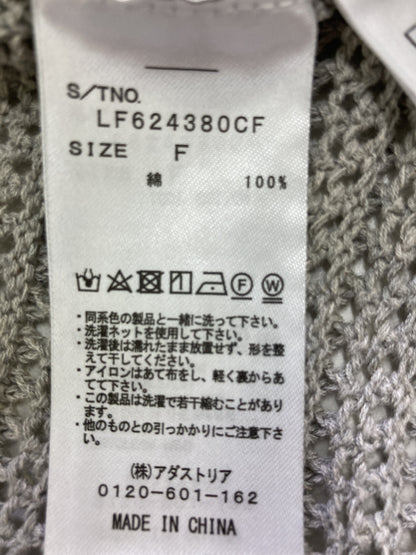 S/TNO.
LF624380CF
SIZE F
綿 100%
・同系色の製品と一緒に洗って下さい。
・洗濯ネットを使用して下さい。
・洗濯後は濡れたまま放置せず、形を整
えて干してください。
・アイロンはあて布をし、軽く裏からあ
てて下さい。
・この製品は洗濯で若干縮むことがあり
ます。
・他のものとの引っかかりにご注意下さ
い。
(株)アダストリア
0120-601-162
MADE IN CHINA